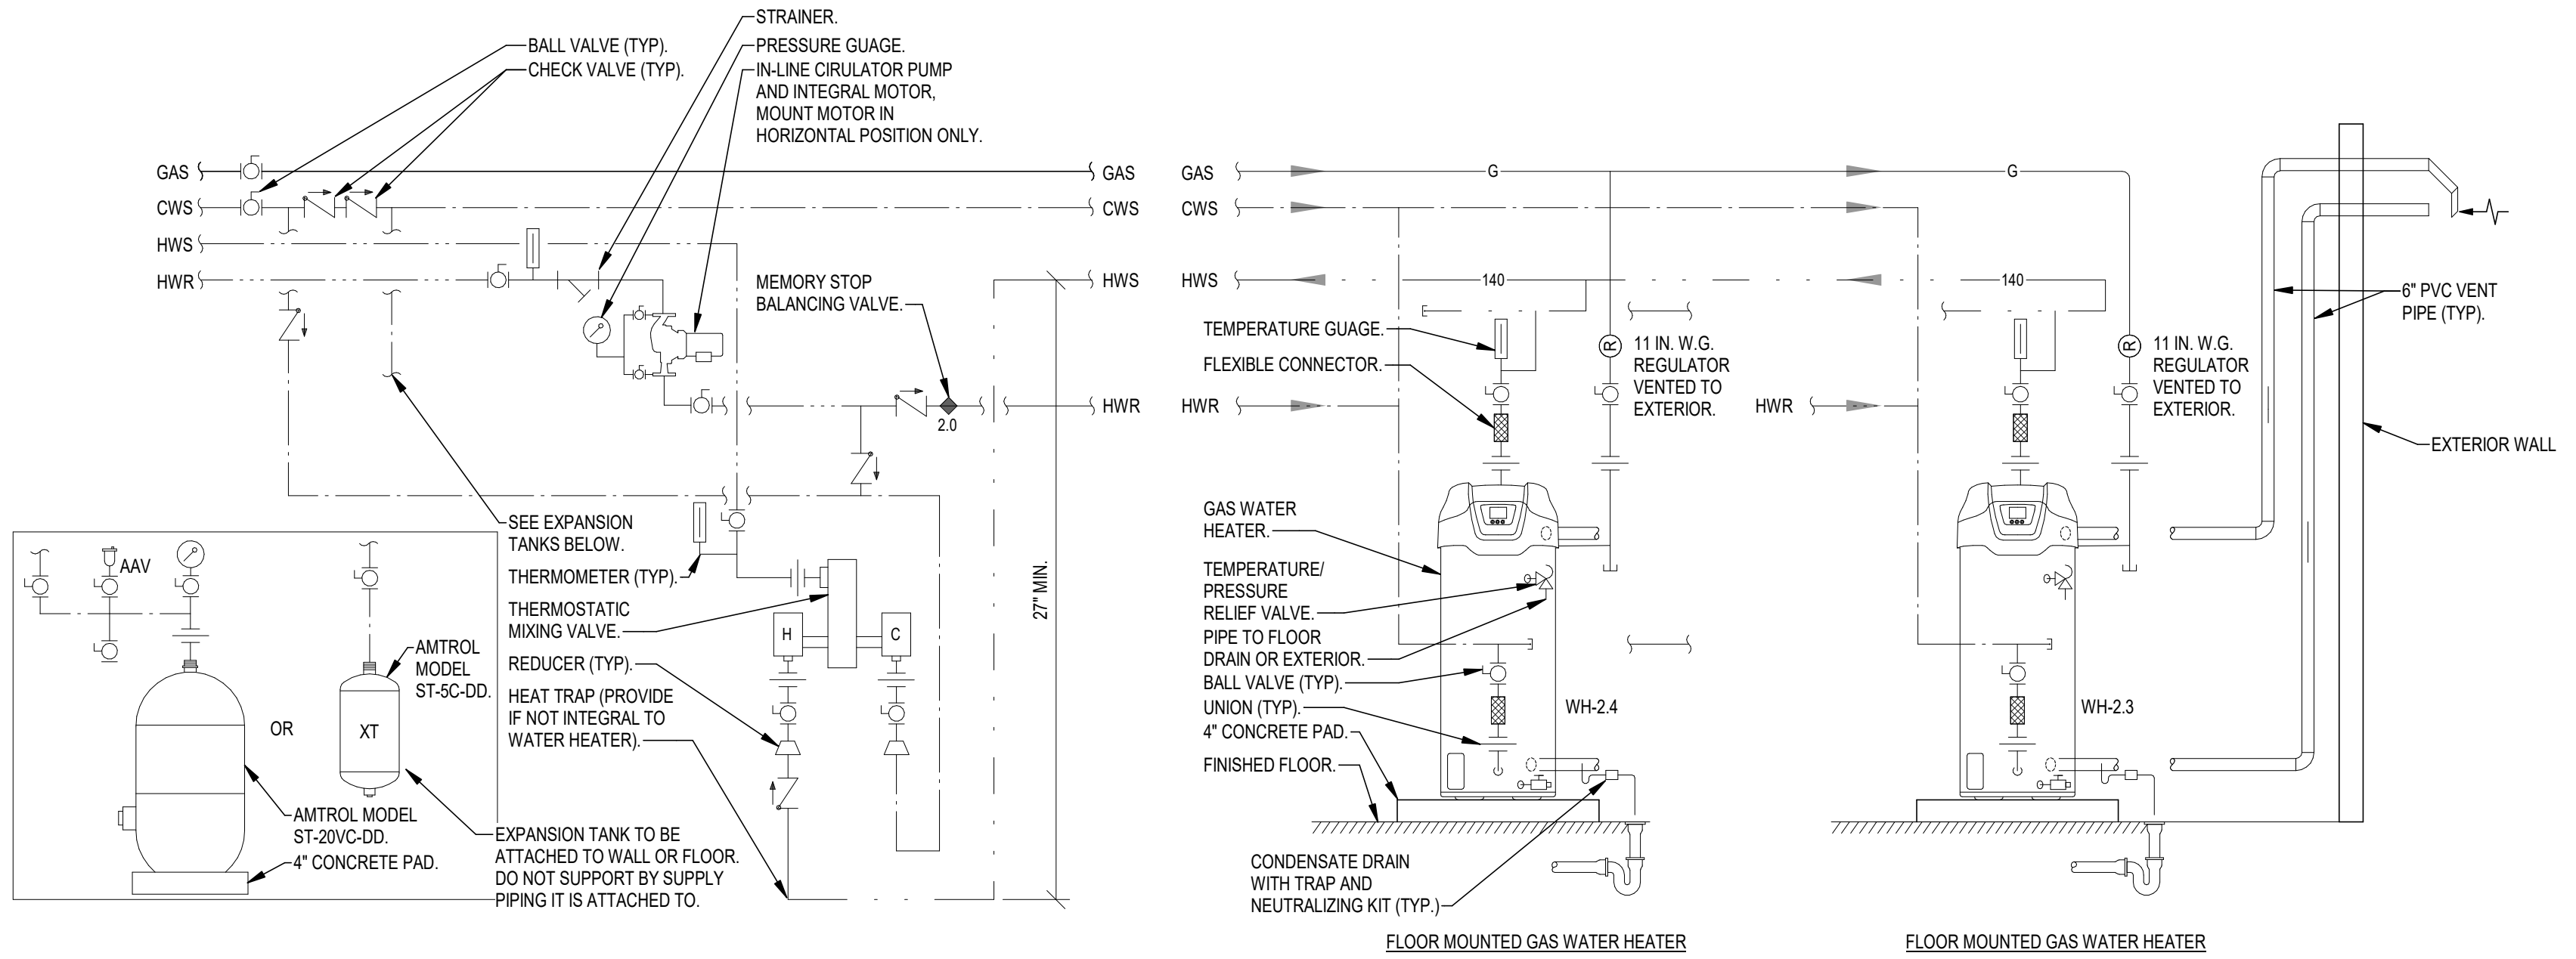 STRAINER.
PRESSURE GUAGE.
IN-LINE CIRULATOR PUMP
AND INTEGRAL MOTOR,
MOUNT MOTOR IN
HORIZONTAL POSITION ONLY.
BALL VALVE (TYP).
CHECK VALVE (TYP).
GAS
CWS
HWS
HWR
GAS
CWS
HWS
HWR
MEMORY STOP
BALANCING VALVE.
2.0
27" MIN.
SEE EXPANSION
TANKS BELOW.
THERMOMETER (TYP).
THERMOSTATIC
MIXING VALVE.
REDUCER (TYP).
HEAT TRAP (PROVIDE
IF NOT INTEGRAL TO
WATER HEATER).
H
C
AAV
OR
XT
AMTROL
MODEL
ST-5C-DD.
AMTROL MODEL
ST-20VC-DD.
4" CONCRETE PAD.
EXPANSION TANK TO BE
ATTACHED TO WALL OR FLOOR.
DO NOT SUPPORT BY SUPPLY
PIPING IT IS ATTACHED TO.
GAS
CWS
HWS
HWR
G
G
140
140
TEMPERATURE GUAGE.
FLEXIBLE CONNECTOR.
R
11 IN. W.G.
REGULATOR
VENTED TO
EXTERIOR.
HWR
R
11 IN. W.G.
REGULATOR
VENTED TO
EXTERIOR.
6" PVC VENT
PIPE (TYP).
EXTERIOR WALL
GAS WATER
HEATER.
TEMPERATURE/
PRESSURE
RELIEF VALVE.
PIPE TO FLOOR
DRAIN OR EXTERIOR.
BALL VALVE (TYP).
UNION (TYP).
4" CONCRETE PAD.
FINISHED FLOOR.
WH-2.4
WH-2.3
CONDENSATE DRAIN
WITH TRAP AND
NEUTRALIZING KIT (TYP.)
FLOOR MOUNTED GAS WATER HEATER
FLOOR MOUNTED GAS WATER HEATER